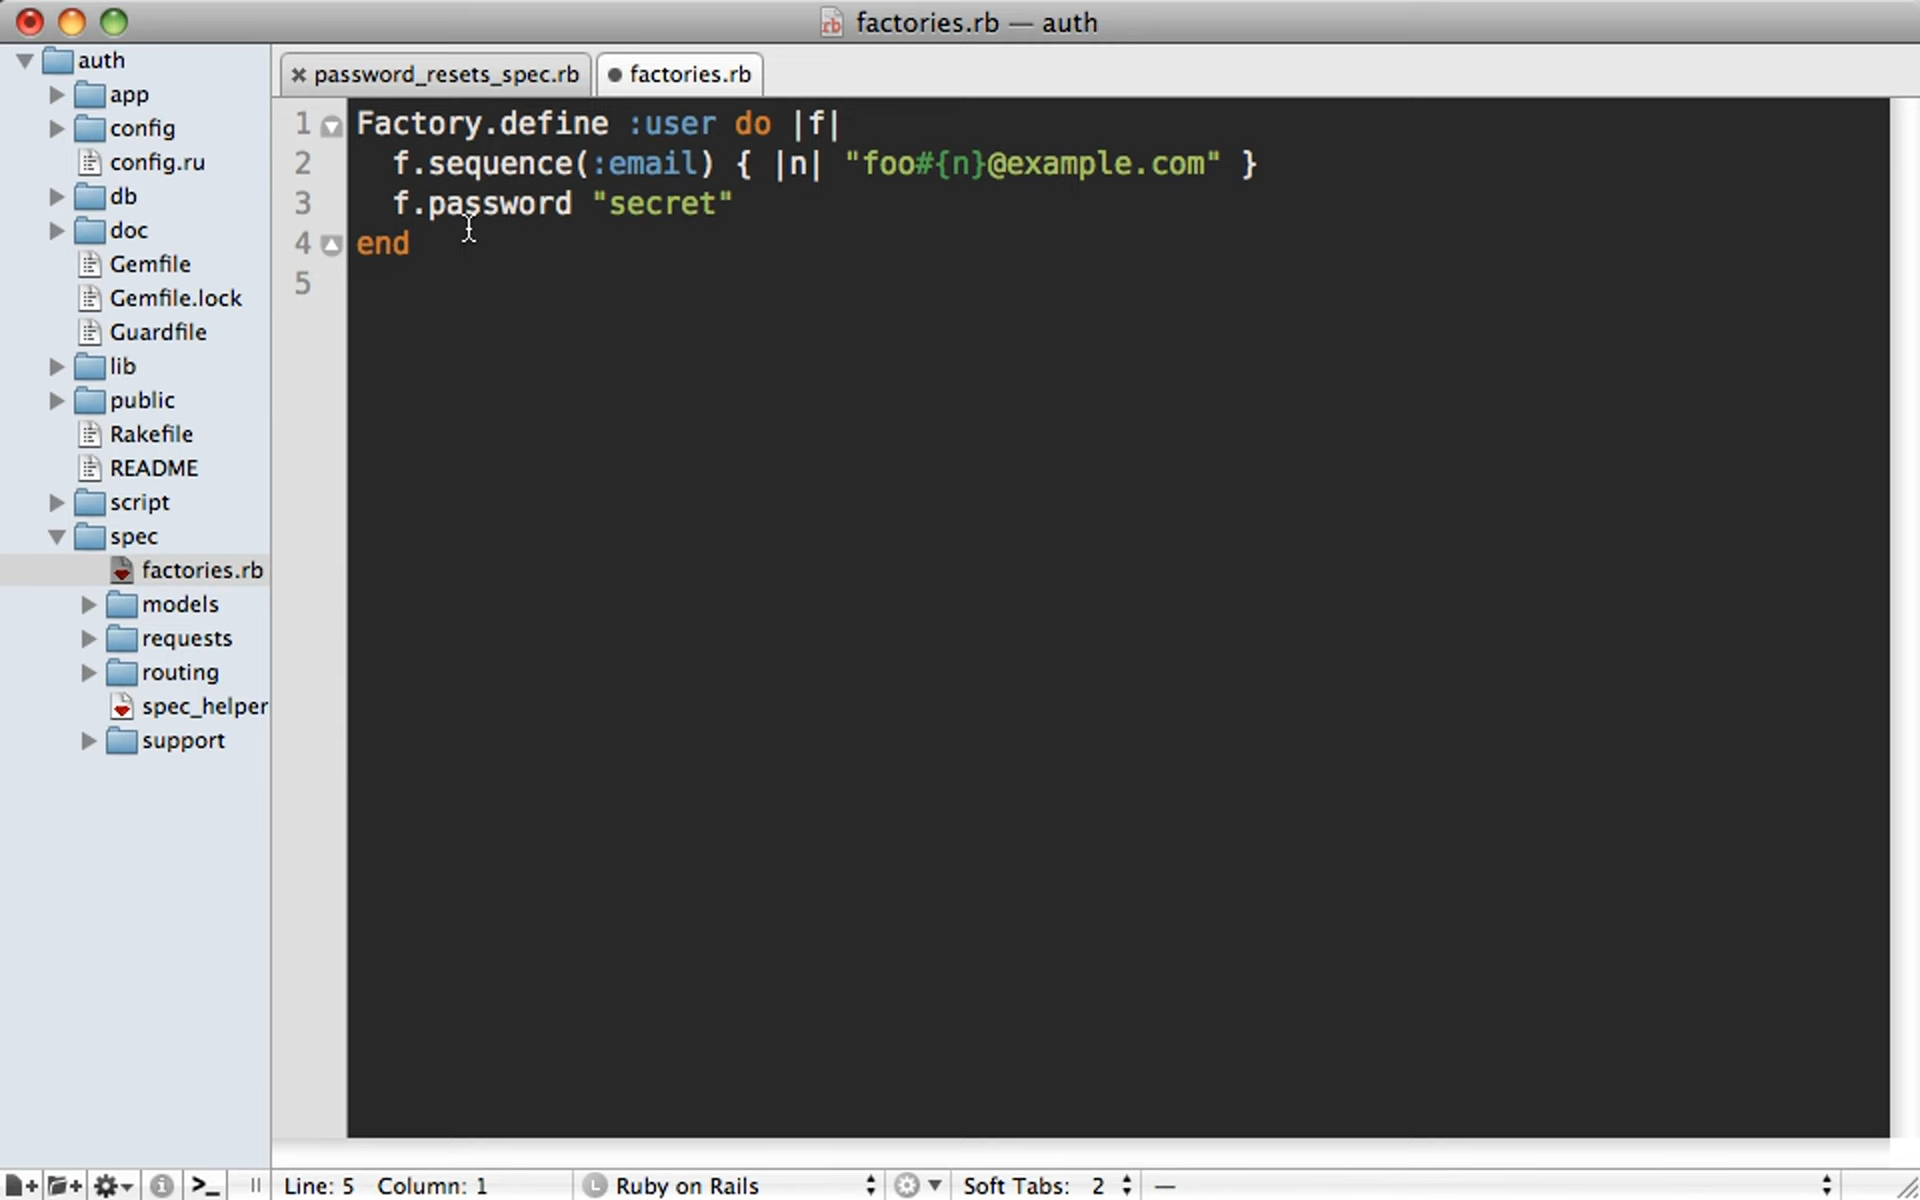 factories.rb — auth
auth
app
config
config.ru
db
doc
Gemfile
Gemfile.lock
Guardfile
lib
public
Rakefile
README
script
spec
factories.rb
models
requests
routing
spec_helper
support
password_resets_spec.rb
factories.rb
1 Factory.define :user do |f|
2 f.sequence(:email) { |n| "foo#{n}@example.com" }
3 f.password "secret"
4 end
5
Line: 5 Column: 1
L Ruby on Rails
Soft Tabs: 2
—